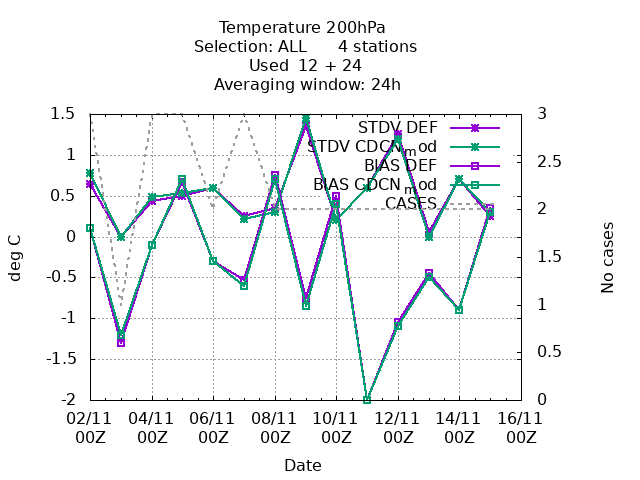 Temperature 200hPa
Selection: ALL 4 stations
Used 12 + 24
Averaging window: 24h
STDV DEF
STDV CDCN_mod
BIAS DEF
BIAS CDCN_mod
CASES
1.5
1
0.5
0
-0.5
-1
-1.5
-2
deg C
3
2.5
2
1.5
1
0.5
0
No cases
02/11 04/11 06/11 08/11 10/11 12/11 14/11 16/11
00Z 00Z 00Z 00Z 00Z 00Z 00Z 00Z
Date